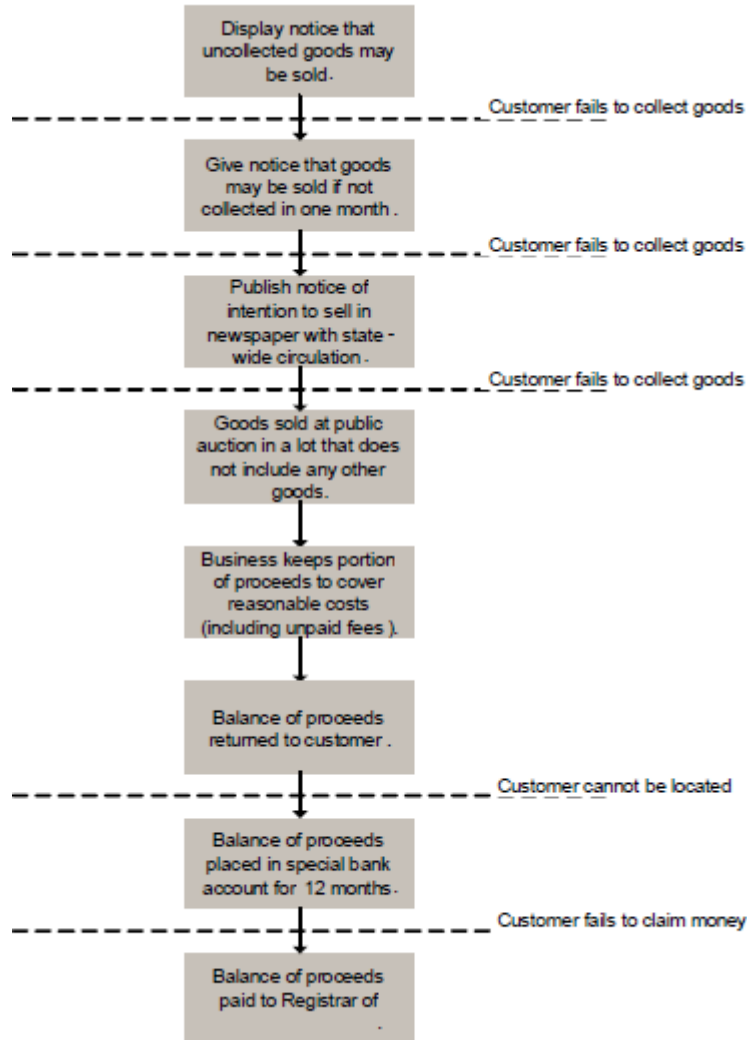 Display notice that
uncollected goods may
be sold.
Customer fails to collect goods
Give notice that goods
may be sold if not
collected in one month .
Customer fails to collect goods
Publish notice of
intention to sell in
newspaper with state -
wide circulation .
Customer fails to collect goods
Goods sold at public
auction in a lot that does
not include any other
goods.
Business keeps portion
of proceeds to cover
reasonable costs
(including unpaid fees ).
Balance of proceeds
returned to customer .
Customer cannot be located
Balance of proceeds
placed in special bank
account for 12 months.
Customer fails to claim money
Balance of proceeds
paid to Registrar of
.